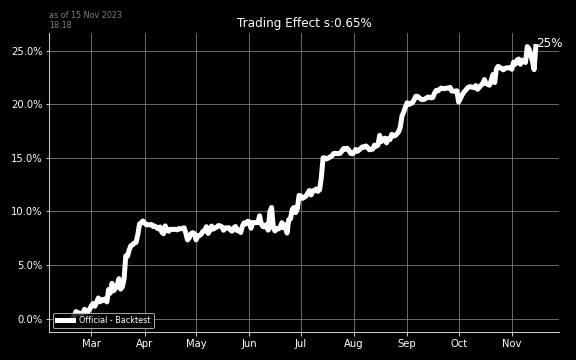 as of 15 Nov 2023
18:18
Trading Effect s:0.65%
25%
25.0%
20.0%
15.0%
10.0%
5.0%
0.0%
Official - Backtest
Mar Apr May Jun Jul Aug Sep Oct Nov